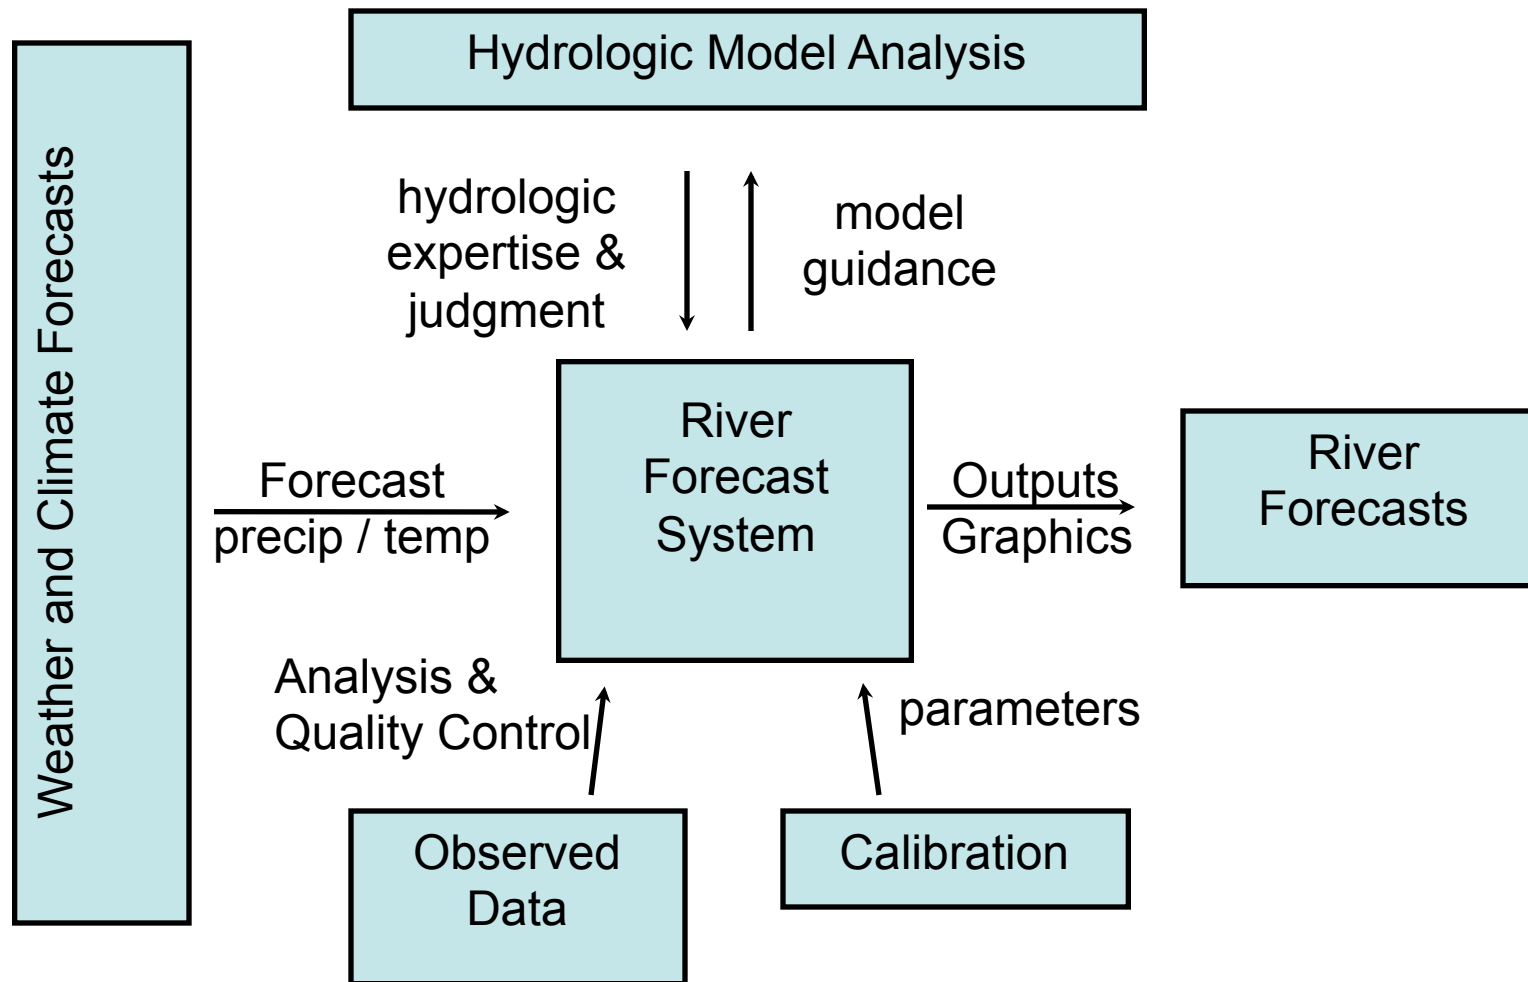 Hydrologic Model Analysis
Weather and Climate Forecasts
hydrologic
expertise &
judgment
model
guidance
Forecast
precip / temp
River
Forecast
System
Outputs
Graphics
River
Forecasts
Analysis &
Quality Control
parameters
Observed
Data
Calibration